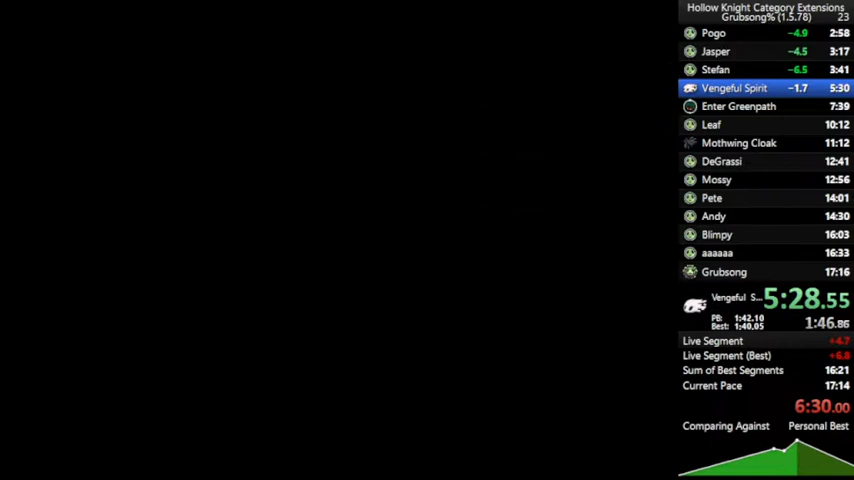 Hollow Knight Category Extensions
Grubsong% (1.5.78) 23
Pogo −4.9 2:58
Jasper −4.5 3:17
Stefan −6.5 3:41
Vengeful Spirit −1.7 5:30
Enter Greenpath 7:39
Leaf 10:12
Mothwing Cloak 11:12
DeGrassi 12:41
Mossy 12:56
Pete 14:01
Andy 14:30
Blimpy 16:03
aaaaaa 16:33
Grubsong 17:16
Vengeful S... 5:28.55
PB: 1:42.10
Best: 1:40.05 1:46.86
Live Segment +4.7
Live Segment (Best) +6.8
Sum of Best Segments 16:21
Current Pace 17:14
6:30.00
Comparing Against Personal Best